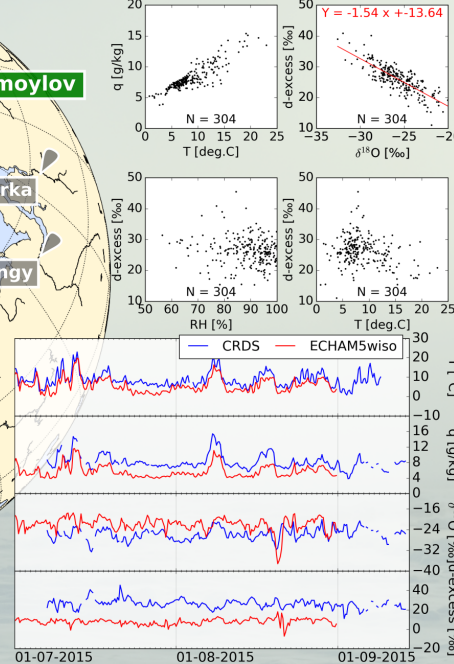 moylov
rka
ngy
20
15
10
5
0
q [g/kg]
0 5 10 15 20 25
T [deg.C]
N = 304
50
40
30
20
10
d-excess [‰]
Y = -1.54 x +-13.64
N = 304
−35 −30 −25 −20
δ¹⁸O [‰]
50
40
30
20
10
d-excess [‰]
N = 304
50 60 70 80 90 100
RH [%]
50
40
30
20
10
d-excess [‰]
N = 304
0 5 10 15 20 25
T [deg.C]
CRDS
ECHAM5wiso
30
20
10
0
−10
16
12
8
4
0
q [g/kg]
−16
−24
−32
−40
40
20
0
−20
01-07-2015 01-08-2015 01-09-2015